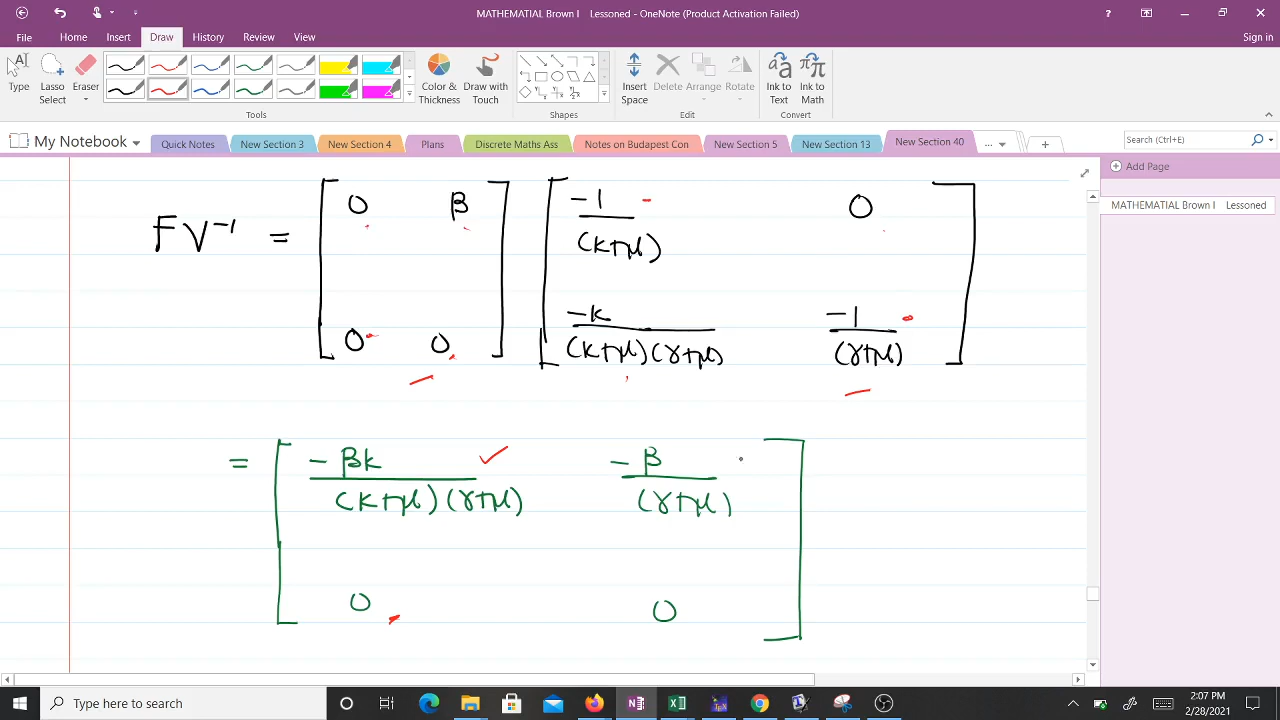 MATHEMATIAL Brown I Lessoned - OneNote (Product Activation Failed)
File Home Insert Draw History Review View Sign in
Type Lasso Select Eraser Color & Thickness Draw with Touch Insert Space Delete Arrange Rotate Ink to Text Ink to Math
Tools Shapes Edit Convert
My Notebook Quick Notes New Section 3 New Section 4 Plans Discrete Maths Ass Notes on Budapest Con New Section 5 New Section 13 New Section 40 ... + Search (Ctrl+E)
Add Page
MATHEMATIAL Brown I Lessoned
0 β -1 0
FV⁻¹ =
(k+μ)
-k -1
0 0 (k+μ)(γ+μ) (γ+μ)
= -βk -β
(k+μ)(γ+μ) (γ+μ)
0 0
Type here to search
2:07 PM
2/28/2021